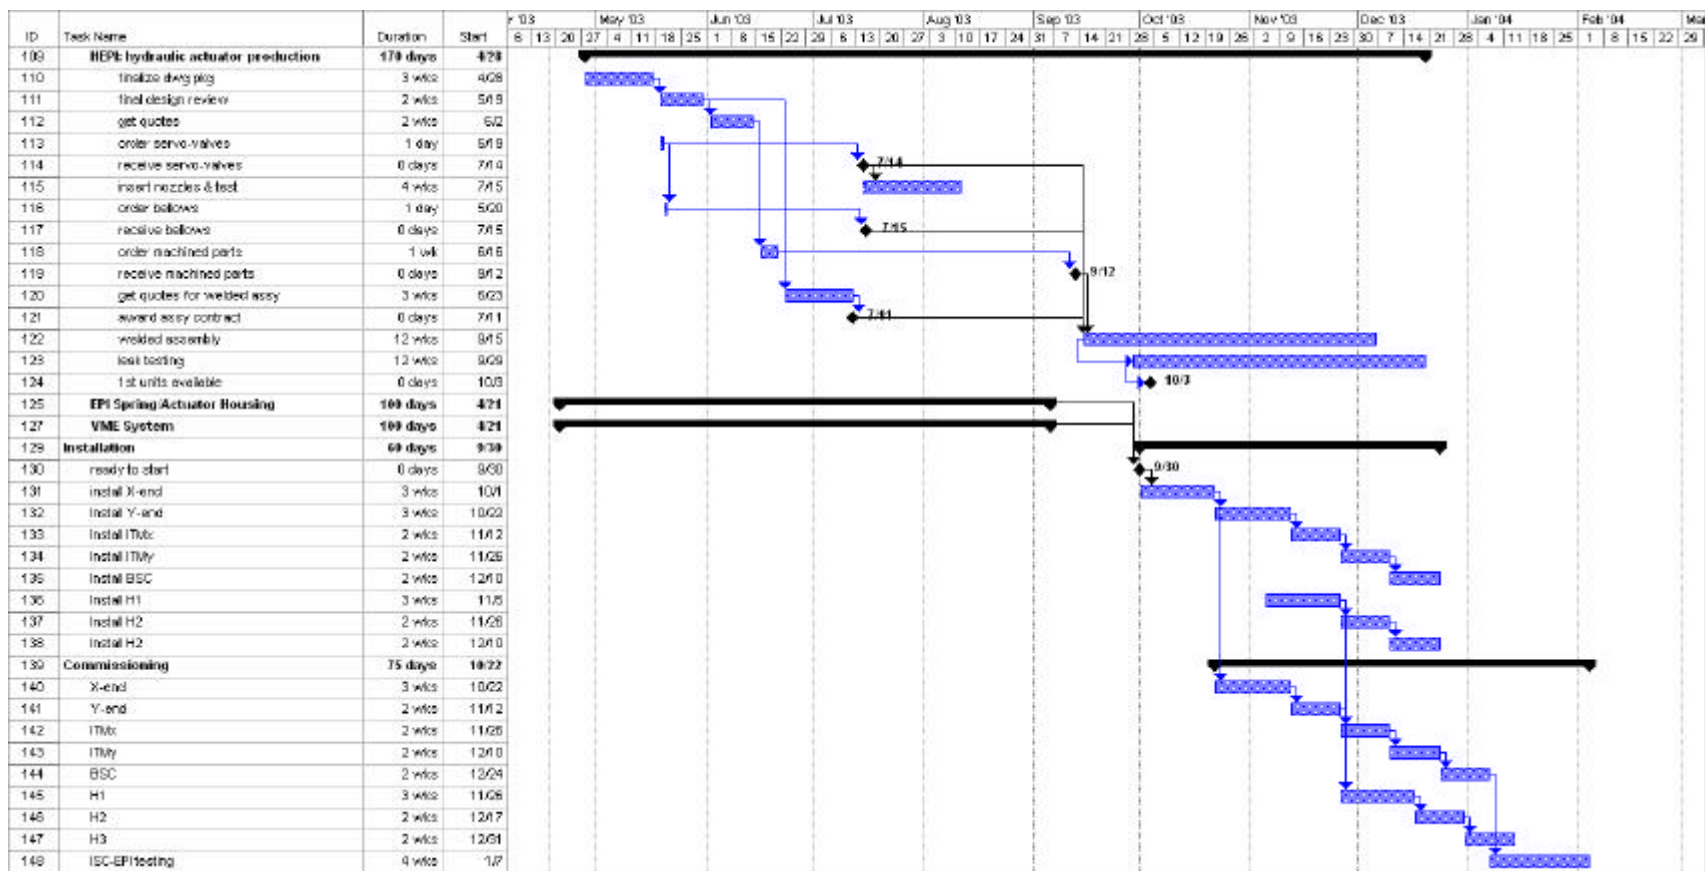 r '03 May '03 Jun '03 Jul '03 Aug '03 Sep '03 Oct '03 Nov '03 Dec '03 Jan '04 Feb '04 Mar
ID Task Name Duration Start 6 13 20 27 4 11 18 25 1 8 15 22 29 6 13 20 27 3 10 17 24 31 7 14 21 28 5 12 19 26 2 9 16 23 30 7 14 21 28 4 11 18 25 1 8 15 22 29
109 HEPI: hydraulic actuator production 170 days 4/28
110 finalize dwg pkg 3 wks 4/28
111 final design review 2 wks 5/19
112 get quotes 2 wks 6/2
113 order servo-valves 1 day 5/19
114 receive servo-valves 0 days 7/14 7/14
115 insert nozzles & test 4 wks 7/15
116 order bellows 1 day 5/20
117 receive bellows 0 days 7/15 7/15
118 order machined parts 1 wk 6/16
119 receive machined parts 0 days 9/12 9/12
120 get quotes for welded assy 3 wks 6/23
121 award assy contract 0 days 7/11 7/11
122 welded assembly 12 wks 9/15
123 leak testing 12 wks 9/29
124 1st units available 0 days 10/3 10/3
125 EPI Spring/Actuator Housing 100 days 4/21
127 VME System 100 days 4/21
129 Installation 60 days 9/30
130 ready to start 0 days 9/30 9/30
131 install X-end 3 wks 10/1
132 Install Y-end 3 wks 10/22
133 Install ITMx 2 wks 11/12
134 Instal ITMy 2 wks 11/26
135 Instal BSC 2 wks 12/10
136 Instal H1 3 wks 11/5
137 Instal H2 2 wks 11/26
138 Instal H2 2 wks 12/10
139 Commissioning 75 days 10/22
140 X-end 3 wks 10/22
141 Y-end 2 wks 11/12
142 ITMx 2 wks 11/26
143 ITMy 2 wks 12/10
144 BSC 2 wks 12/24
145 H1 3 wks 11/26
146 H2 2 wks 12/17
147 H3 2 wks 12/31
148 ISC-EPI testing 4 wks 1/7